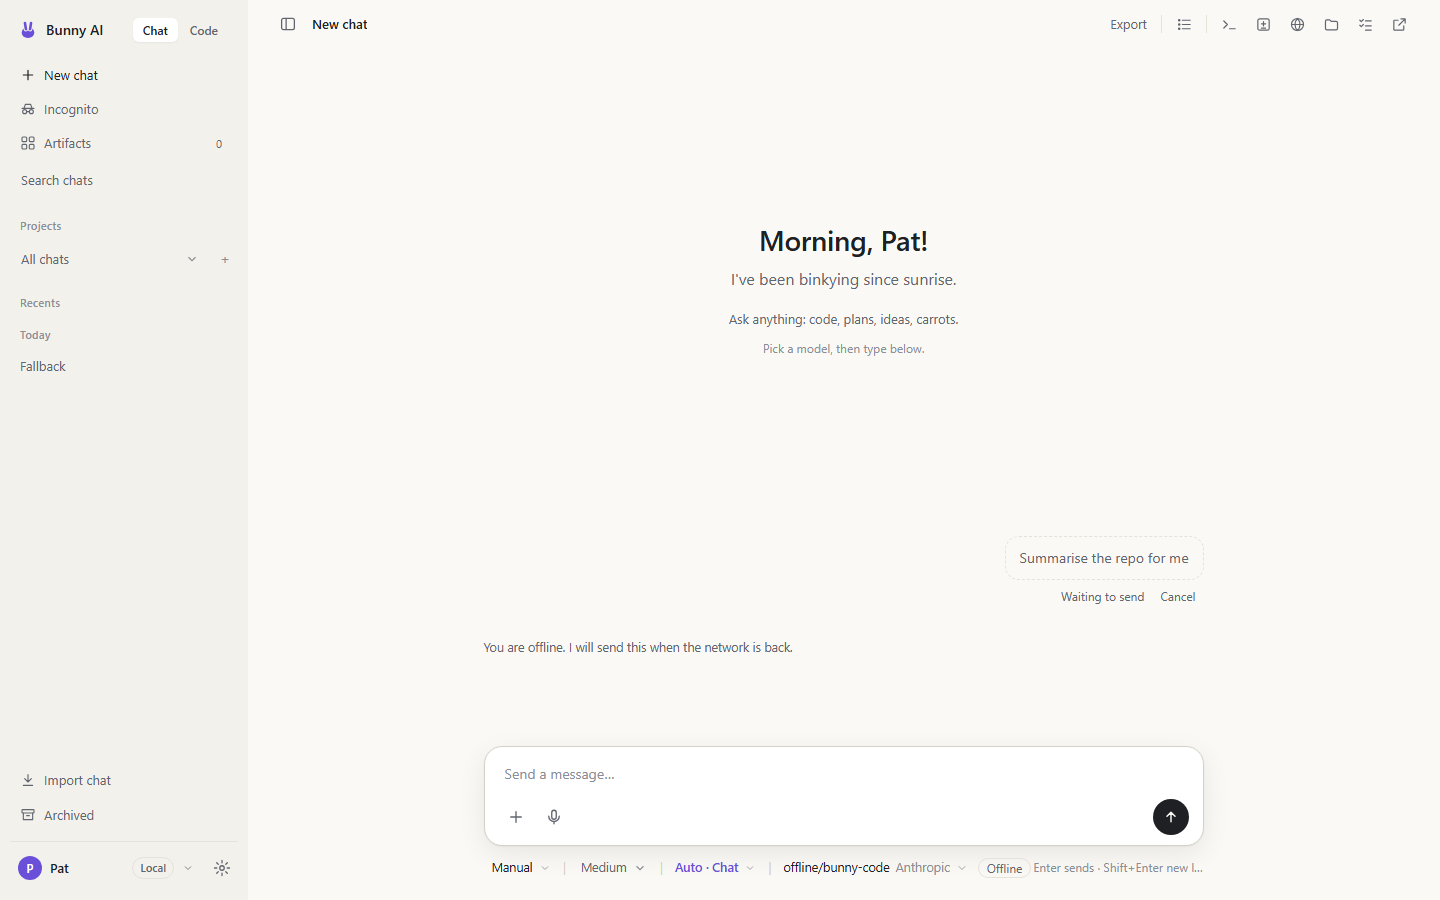 Bunny AI
Chat
Code
New chat
Incognito
Artifacts
0
Search chats
Projects
All chats
+
Recents
Today
Fallback
Import chat
Archived
P
Pat
Local
New chat
Export
Morning, Pat!
I've been binkying since sunrise.
Ask anything: code, plans, ideas, carrots.
Pick a model, then type below.
Summarise the repo for me
Waiting to send
Cancel
You are offline. I will send this when the network is back.
Send a message...
Manual
Medium
Auto · Chat
offline/bunny-code Anthropic
Offline
Enter sends · Shift+Enter new l...